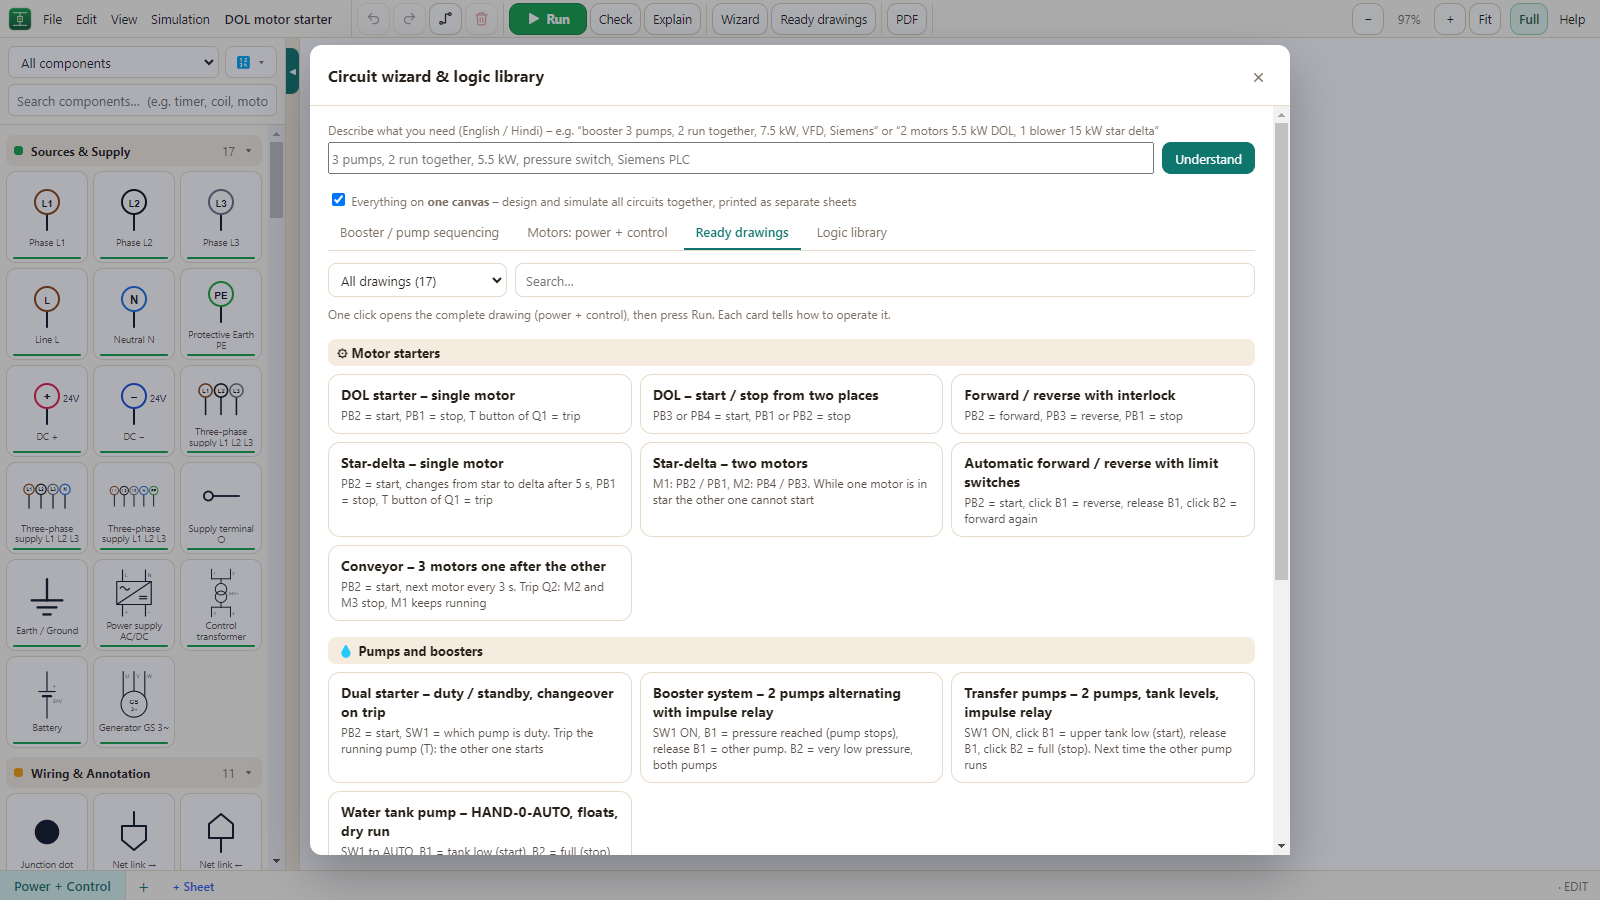 File Edit View Simulation DOL motor starter
Run Check Explain Wizard Ready drawings PDF
− 97% + Fit Full Help
All components
Search components... (e.g. timer, coil, moto
Sources & Supply 17
L1 L2 L3
Phase L1 Phase L2 Phase L3
L N PE
Line L Neutral N Protective Earth PE
+ 24V − 24V L1 L2 L3
DC + DC − Three-phase supply L1 L2 L3
Three-phase supply L1 L2 L3 Three-phase supply L1 L2 L3 Supply terminal O
Earth / Ground Power supply AC/DC Control transformer
24V U V W GS 3~
Battery Generator GS 3~
Wiring & Annotation 11
Junction dot Net link → Net link ←
Circuit wizard & logic library
Describe what you need (English / Hindi) – e.g. “booster 3 pumps, 2 run together, 7.5 kW, VFD, Siemens” or “2 motors 5.5 kW DOL, 1 blower 15 kW star delta”
3 pumps, 2 run together, 5.5 kW, pressure switch, Siemens PLC
Understand
Everything on one canvas – design and simulate all circuits together, printed as separate sheets
Booster / pump sequencing Motors: power + control Ready drawings Logic library
All drawings (17) Search...
One click opens the complete drawing (power + control), then press Run. Each card tells how to operate it.
Motor starters
DOL starter – single motor
PB2 = start, PB1 = stop, T button of Q1 = trip
DOL – start / stop from two places
PB3 or PB4 = start, PB1 or PB2 = stop
Forward / reverse with interlock
PB2 = forward, PB3 = reverse, PB1 = stop
Star-delta – single motor
PB2 = start, changes from star to delta after 5 s, PB1
= stop, T button of Q1 = trip
Star-delta – two motors
M1: PB2 / PB1, M2: PB4 / PB3. While one motor is in
star the other one cannot start
Automatic forward / reverse with limit
switches
PB2 = start, click B1 = reverse, release B1, click B2 =
forward again
Conveyor – 3 motors one after the other
PB2 = start, next motor every 3 s. Trip Q2: M2 and
M3 stop, M1 keeps running
Pumps and boosters
Dual starter – duty / standby, changeover
on trip
PB2 = start, SW1 = which pump is duty. Trip the
running pump (T): the other one starts
Booster system – 2 pumps alternating
with impulse relay
SW1 ON, B1 = pressure reached (pump stops),
release B1 = other pump. B2 = very low pressure,
both pumps
Transfer pumps – 2 pumps, tank levels,
impulse relay
SW1 ON, click B1 = upper tank low (start), release
B1, click B2 = full (stop). Next time the other pump
runs
Water tank pump – HAND-0-AUTO, floats,
dry run
SW1 to AUTO. B1 = tank low (start), B2 = full (stop)
Power + Control + + Sheet
· EDIT